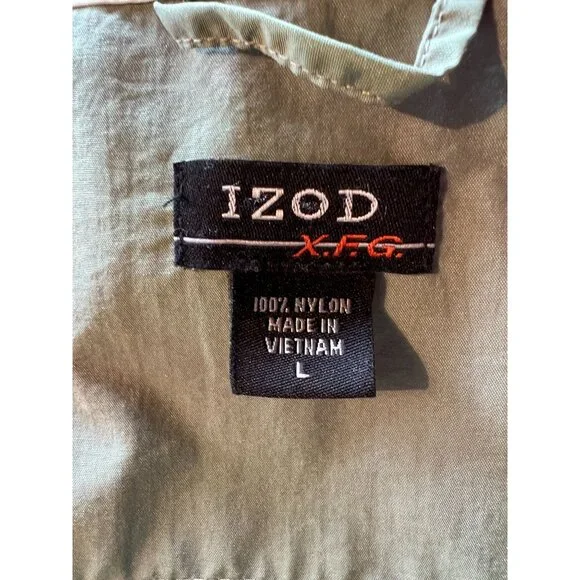 IZOD
X.F.G.
100% NYLON
MADE IN
VIETNAM
L